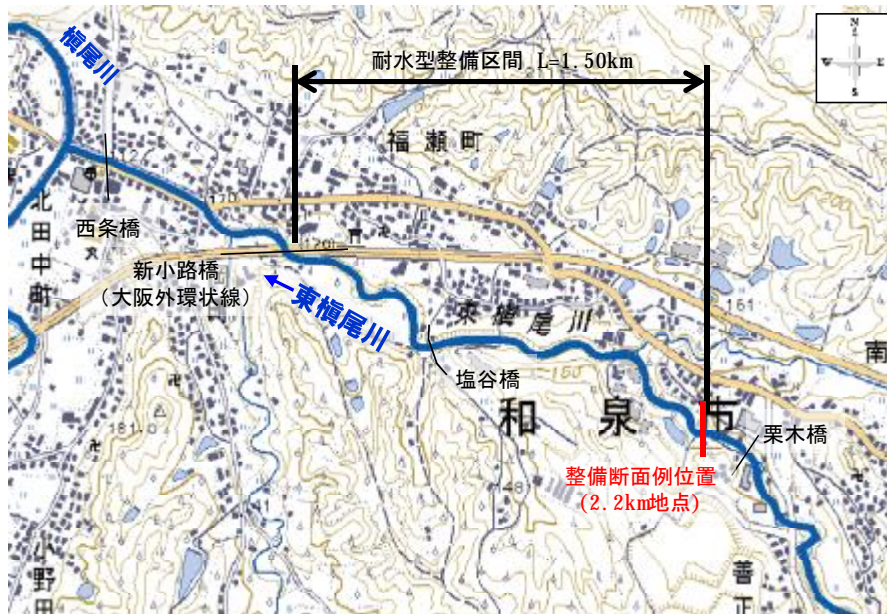 N
W
E
S
槇尾川
耐水型整備区間 L=1.50km
福瀬町
122
170
西条橋
北田中町
新小路橋
(大阪外環状線)
←東槇尾川
東槇尾川
161
南
150
塩谷橋
和泉市
栗木橋
181.0
整備断面例位置
(2.2km地点)
148
小野田
善正